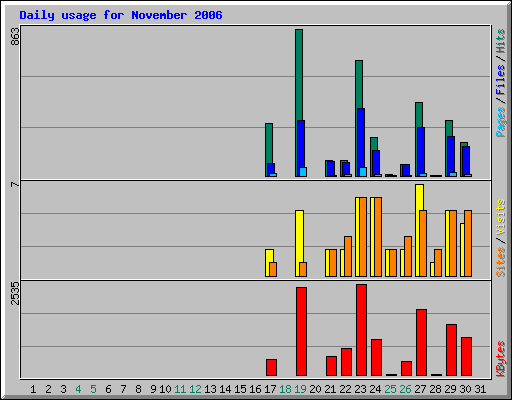 Daily usage for November 2006
863
Pages / Files / Hits
7
Sites / Visits
2535
KBytes
1 2 3 4 5 6 7 8 9 10 11 12 13 14 15 16 17 18 19 20 21 22 23 24 25 26 27 28 29 30 31